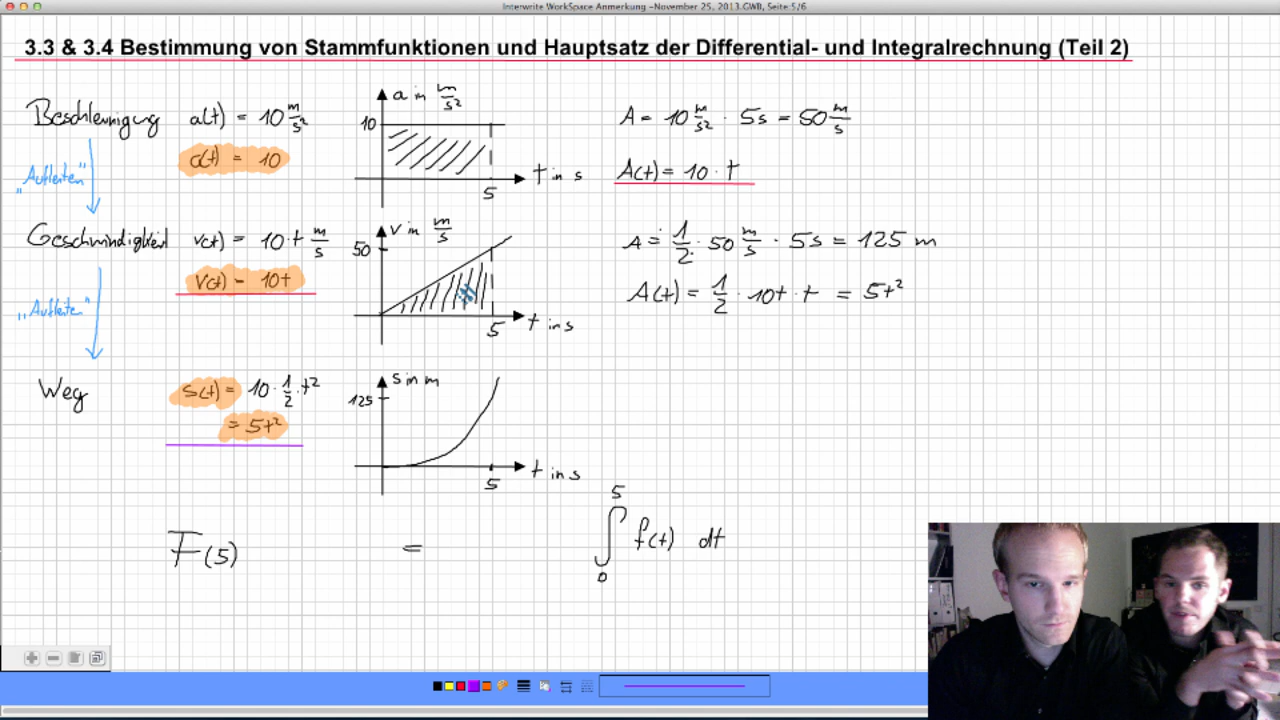 Interwrite WorkSpace Anmerkung -November 25, 2013.GWB, Seite 5/6
3.3 & 3.4 Bestimmung von Stammfunktionen und Hauptsatz der Differential- und Integralrechnung (Teil 2)
Beschleunigung a(t) = 10 m/s²
a(t) = 10
"Aufleiten"
a in m/s²
10
t in s
5
A = 10 m/s² · 5s = 50 m/s
A(t) = 10 · t
Geschwindigkeit v(t) = 10·t m/s
v(t) = 10t
"Aufleiten"
v in m/s
50
t in s
5
A = 1/2 · 50 m/s · 5s = 125 m
A(t) = 1/2 · 10t · t = 5t²
Weg s(t) = 10·1/2·t²
= 5t²
s in m
125
t in s
5
F(5) = ∫₀⁵ f(t) dt